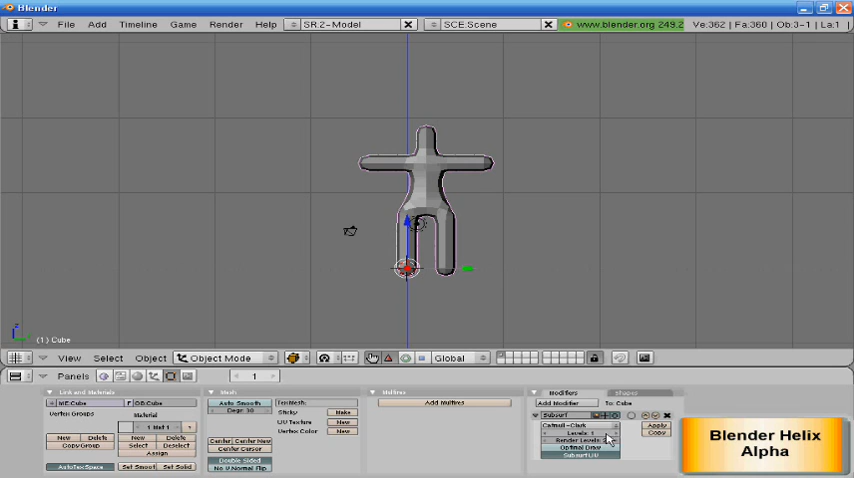 Blender
File Add Timeline Game Render Help SR:2-Model SCE:Scene www.blender.org 249.2 Ve:362 | Fa:360 | Ob:3-1 | La:1
z
y
(1) Cube
View Select Object Object Mode Global
Panels 1
Link and Materials
ME:Cube F OB:Cube
Vertex Groups Material
1 Mat 1
New Delete New Delete
Copy Group Select Deselect
Assign
AutoTexSpace Set Smoot Set Solid
Mesh
Auto Smooth
Degr: 30
TexMesh:
Sticky Make
UV Texture New
Vertex Color New
Center Center New
Center Cursor
Double Sided
No V.Normal Flip
Multires
Add Multires
Modifiers Shapes
Add Modifier To: Cube
Subsurf
Catmull-Clark Apply
Levels: 1 Copy
Render Levels: 2
Optimal Draw
Subsurf UV
Blender Helix
Alpha